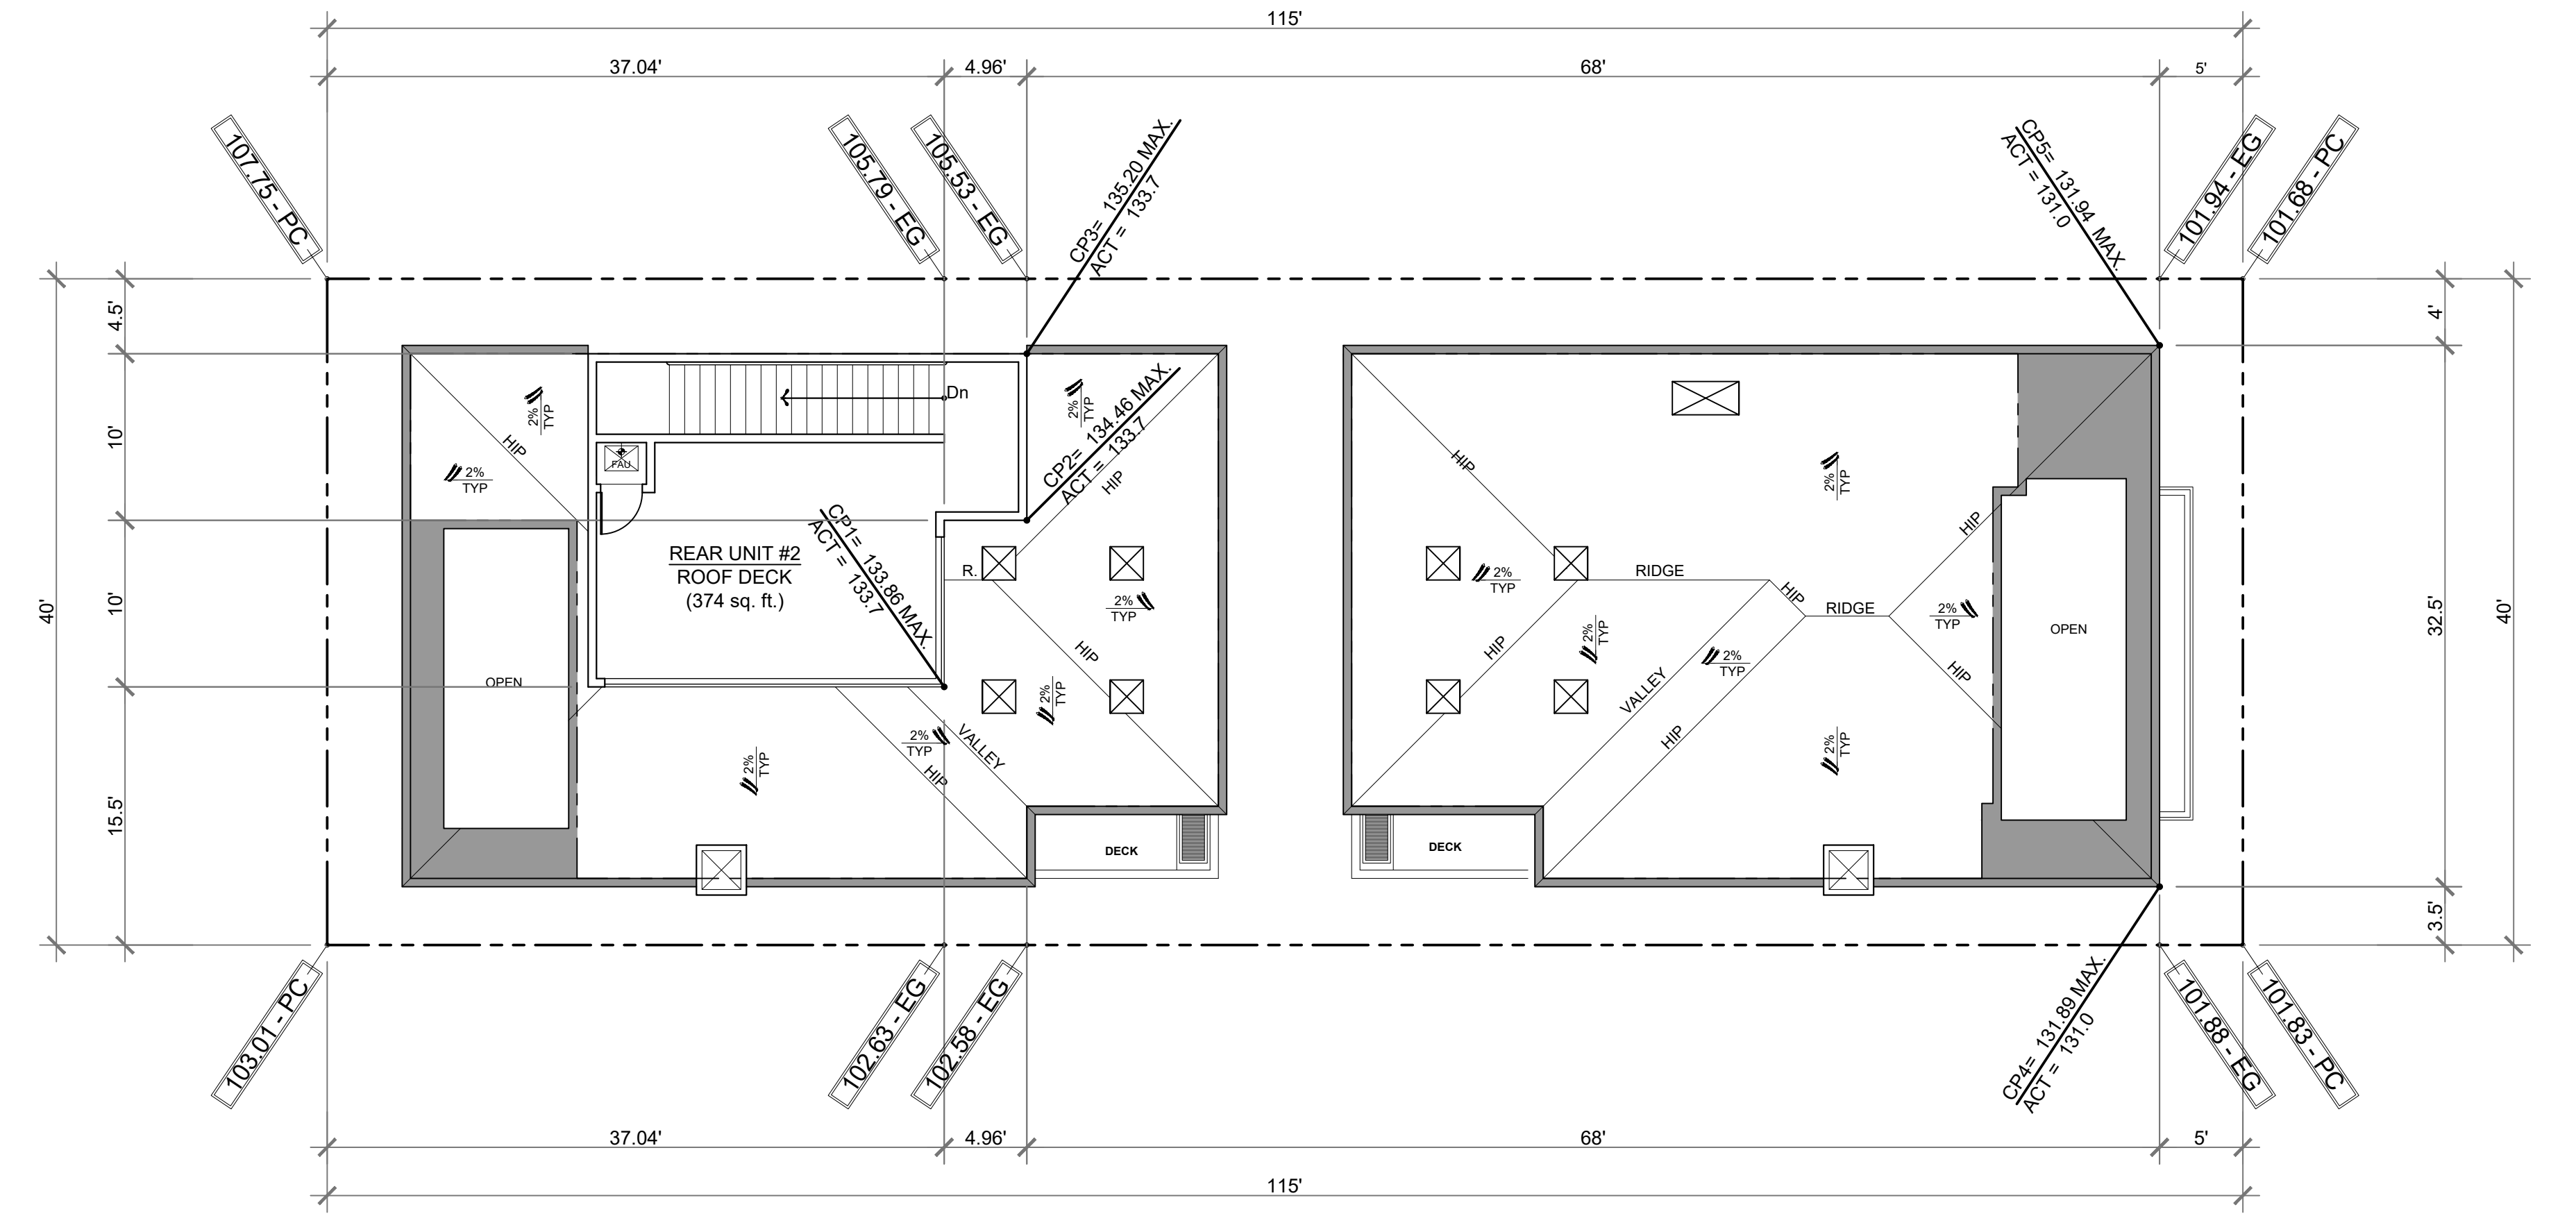 115'
37.04'
4.96'
68'
5'
107.75 - PC
105.79 - EG
105.53 - EG
CP3= 135.20 MAX.
ACT = 133.7
CP5= 131.94 MAX.
ACT = 131.0
101.94 - EG
101.68 - PC
4.5'
4'
Dn
2%
TYP
2%
TYP
HIP
CP2= 134.46 MAX.
ACT = 133.7
HIP
10'
FAU
2%
TYP
HIP
2%
TYP
CP1= 133.86 MAX.
ACT = 133.7
HIP
REAR UNIT #2
ROOF DECK
(374 sq. ft.)
R.
2%
TYP
RIDGE
HIP
RIDGE
2%
TYP
2%
TYP
40'
10'
32.5'
40'
OPEN
HIP
HIP
2%
TYP
2%
TYP
HIP
OPEN
2%
TYP
VALLEY
2%
TYP
VALLEY
HIP
2%
TYP
HIP
2%
TYP
15.5'
DECK
DECK
3.5'
103.01 - PC
102.63 - EG
102.58 - EG
CP4= 131.89 MAX.
ACT = 131.0
101.88 - EG
101.83 - PC
37.04'
4.96'
68'
5'
115'